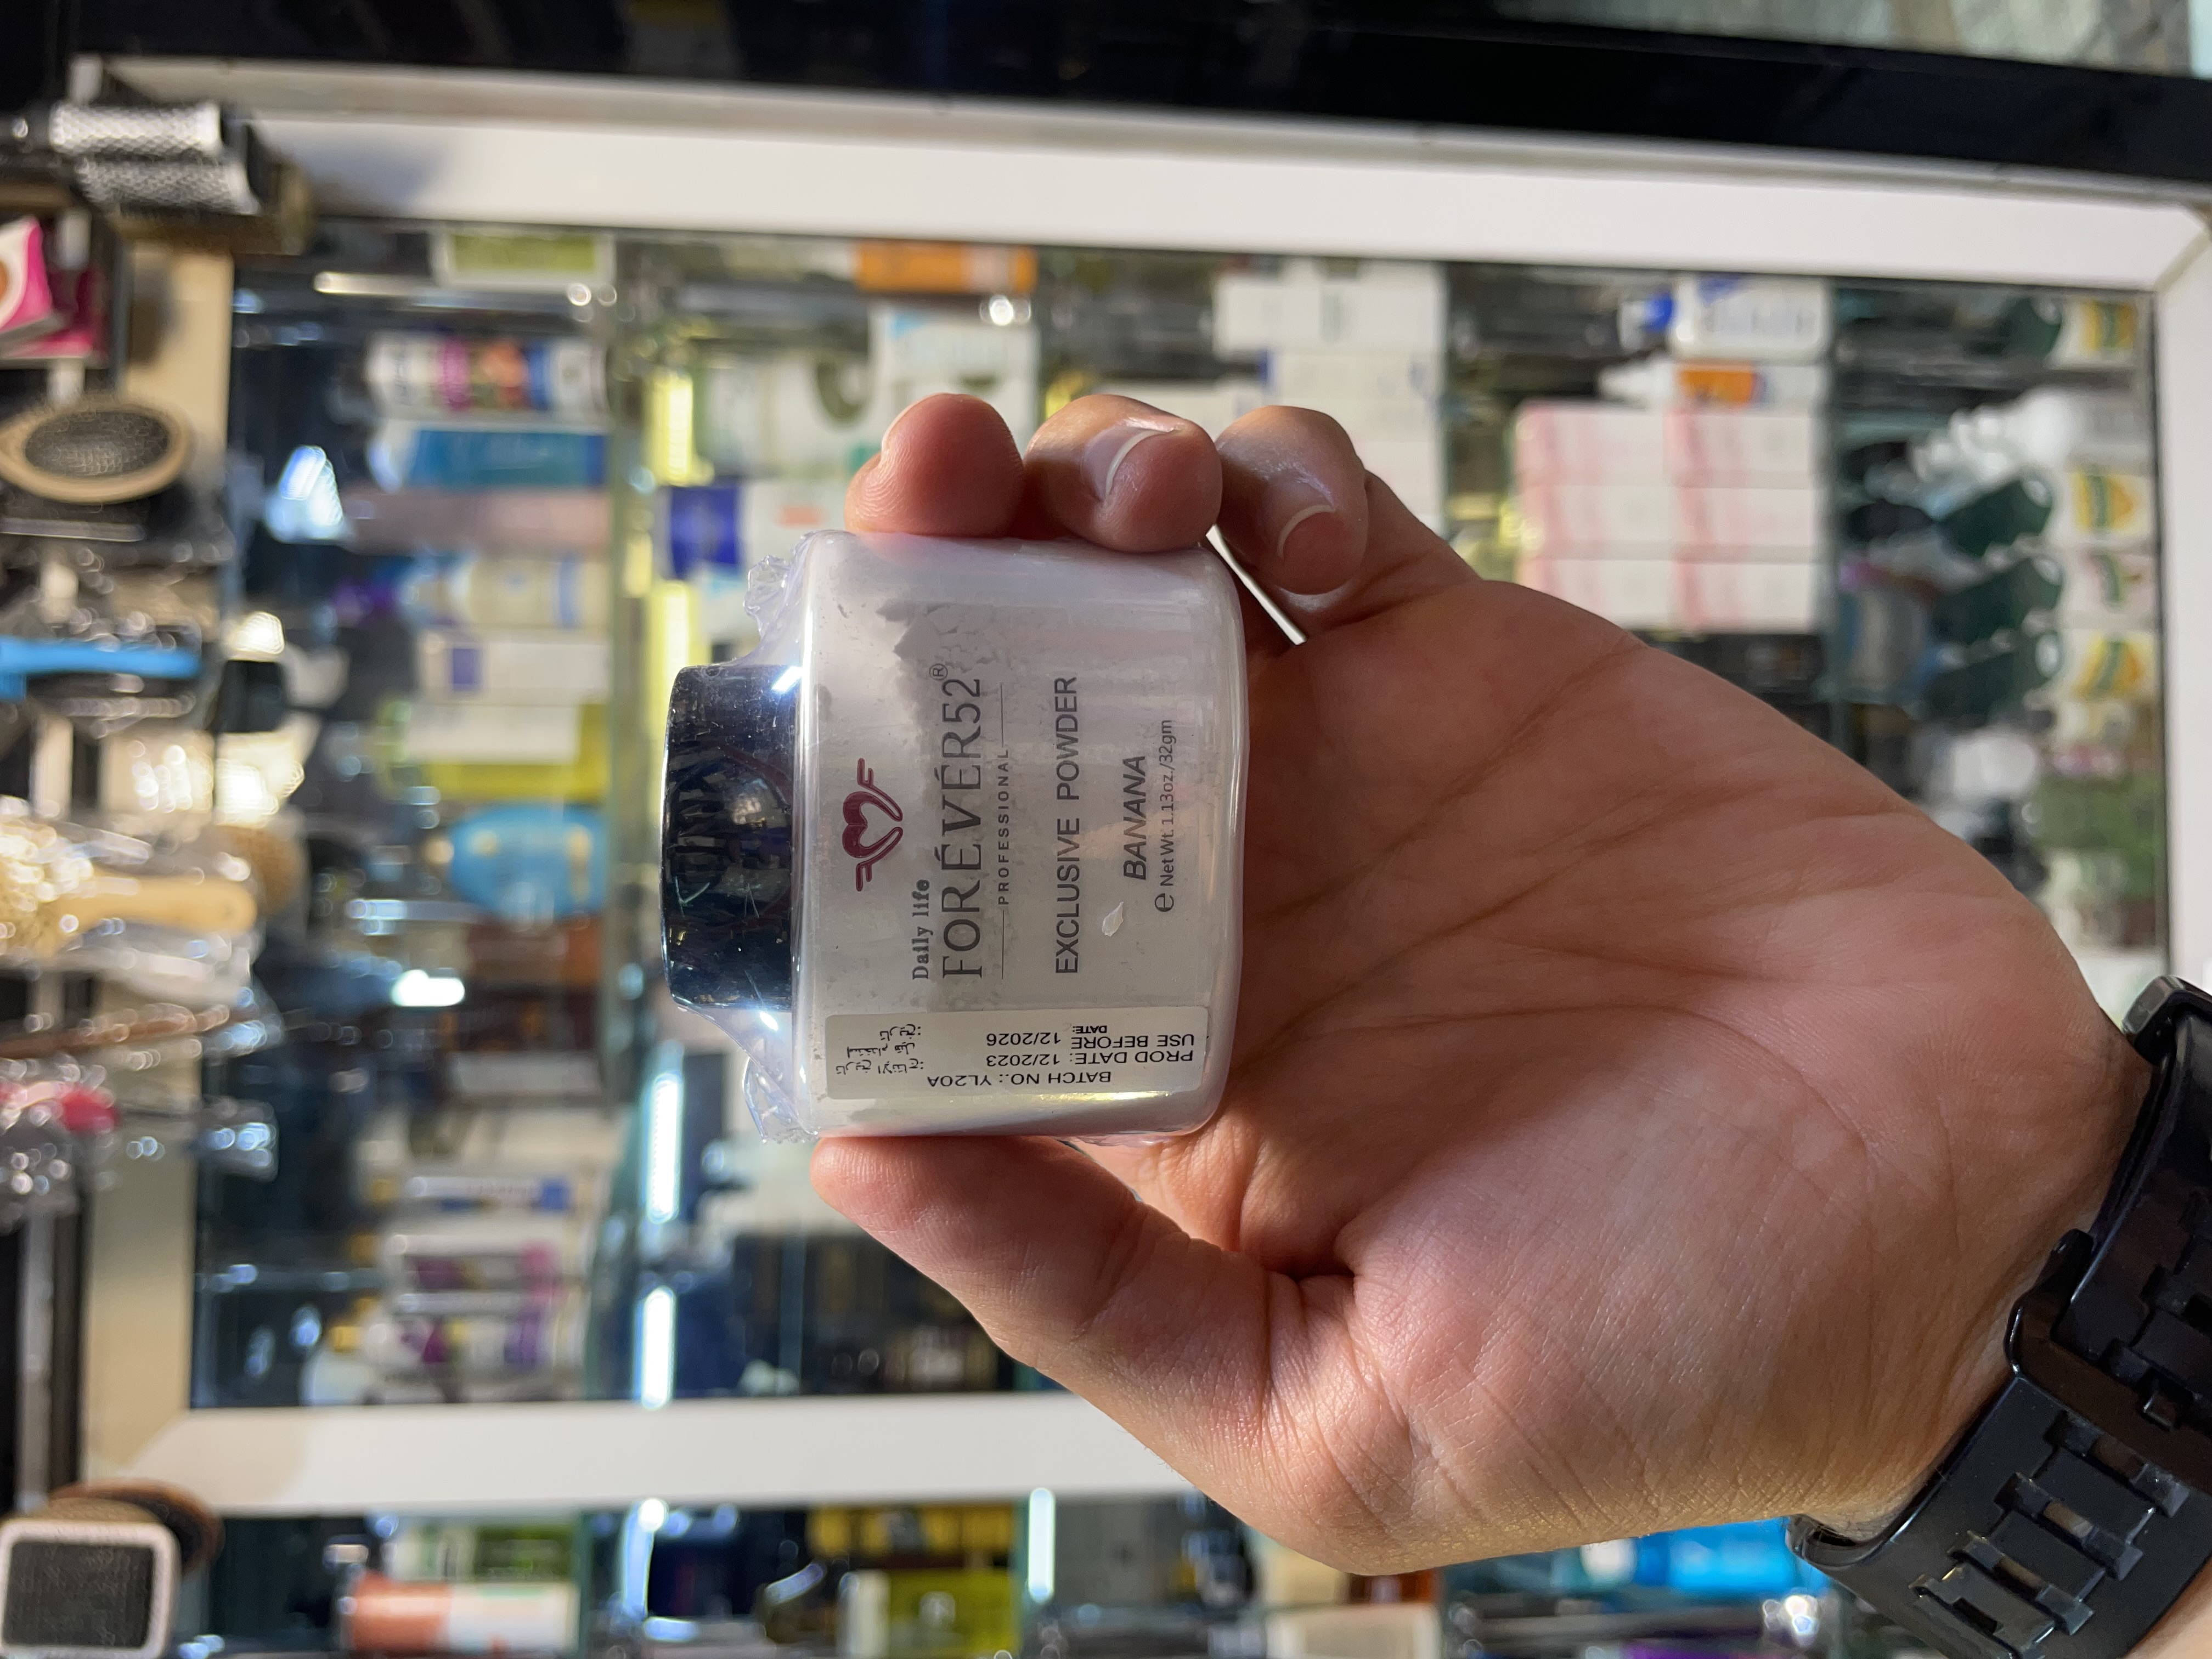 Daily life
FORÉVÉR52®
PROFESSIONAL
EXCLUSIVE POWDER
BANANA
℮ Net Wt. 1.13oz./32gm
BATCH NO.: YL20A
PROD DATE: 12/2023
USE BEFORE DATE: 12/2026